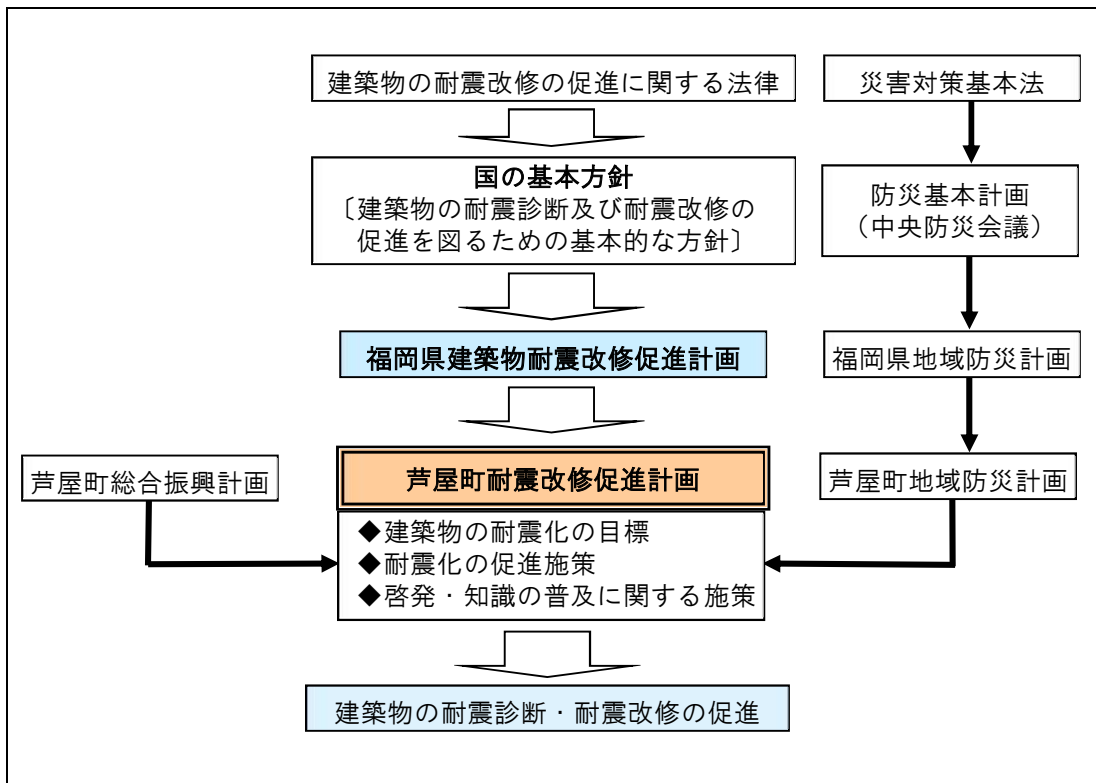 建築物の耐震改修の促進に関する法律
災害対策基本法
国の基本方針
〔建築物の耐震診断及び耐震改修の
促進を図るための基本的な方針〕
防災基本計画
（中央防災会議）
福岡県建築物耐震改修促進計画
福岡県地域防災計画
芦屋町総合振興計画
芦屋町耐震改修促進計画
芦屋町地域防災計画
◆建築物の耐震化の目標
◆耐震化の促進施策
◆啓発・知識の普及に関する施策
建築物の耐震診断・耐震改修の促進